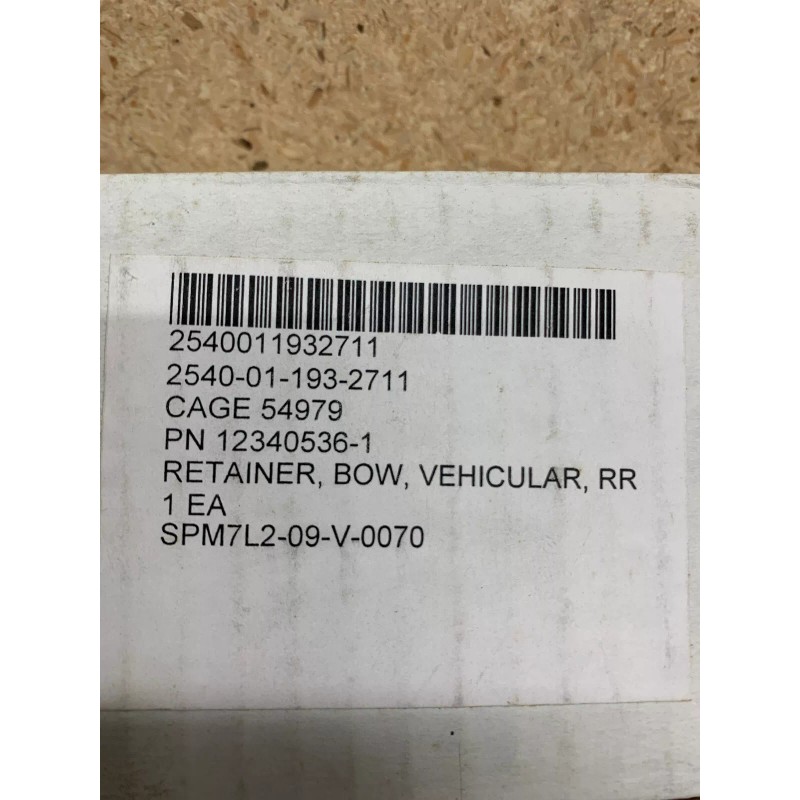 2540011932711
2540-01-193-2711
CAGE 54979
PN 12340536-1
RETAINER, BOW, VEHICULAR, RR
1 EA
SPM7L2-09-V-0070